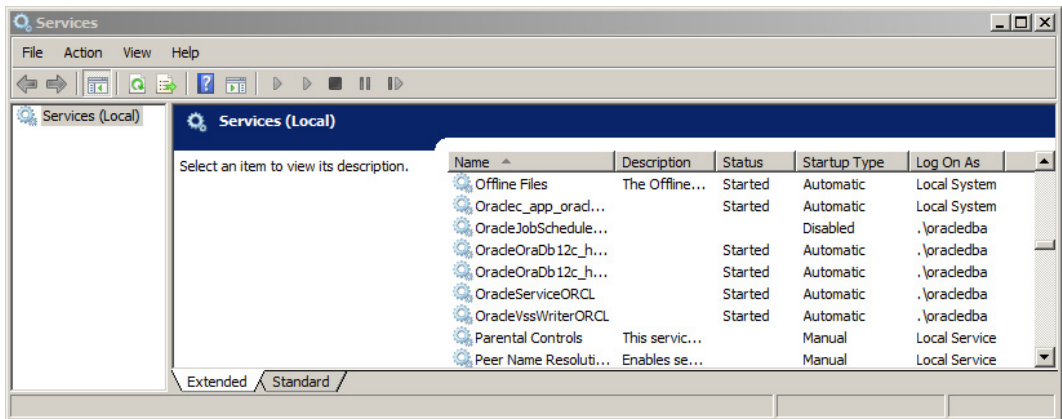 Services
File Action View Help
Services (Local)
Services (Local)
Select an item to view its description.
Name Description Status Startup Type Log On As
Offline Files The Offline... Started Automatic Local System
Oraclec_app_oracl... Started Automatic Local System
OracleJobSchedule... Disabled .\oracledba
OracleOraDb12c_h... Started Automatic .\oracledba
OracleOraDb12c_h... Started Automatic .\oracledba
OracleServiceORCL Started Automatic .\oracledba
OracleVssWriterORCL Started Automatic .\oracledba
Parental Controls This servic... Manual Local Service
Peer Name Resoluti... Enables se... Manual Local Service
Extended Standard